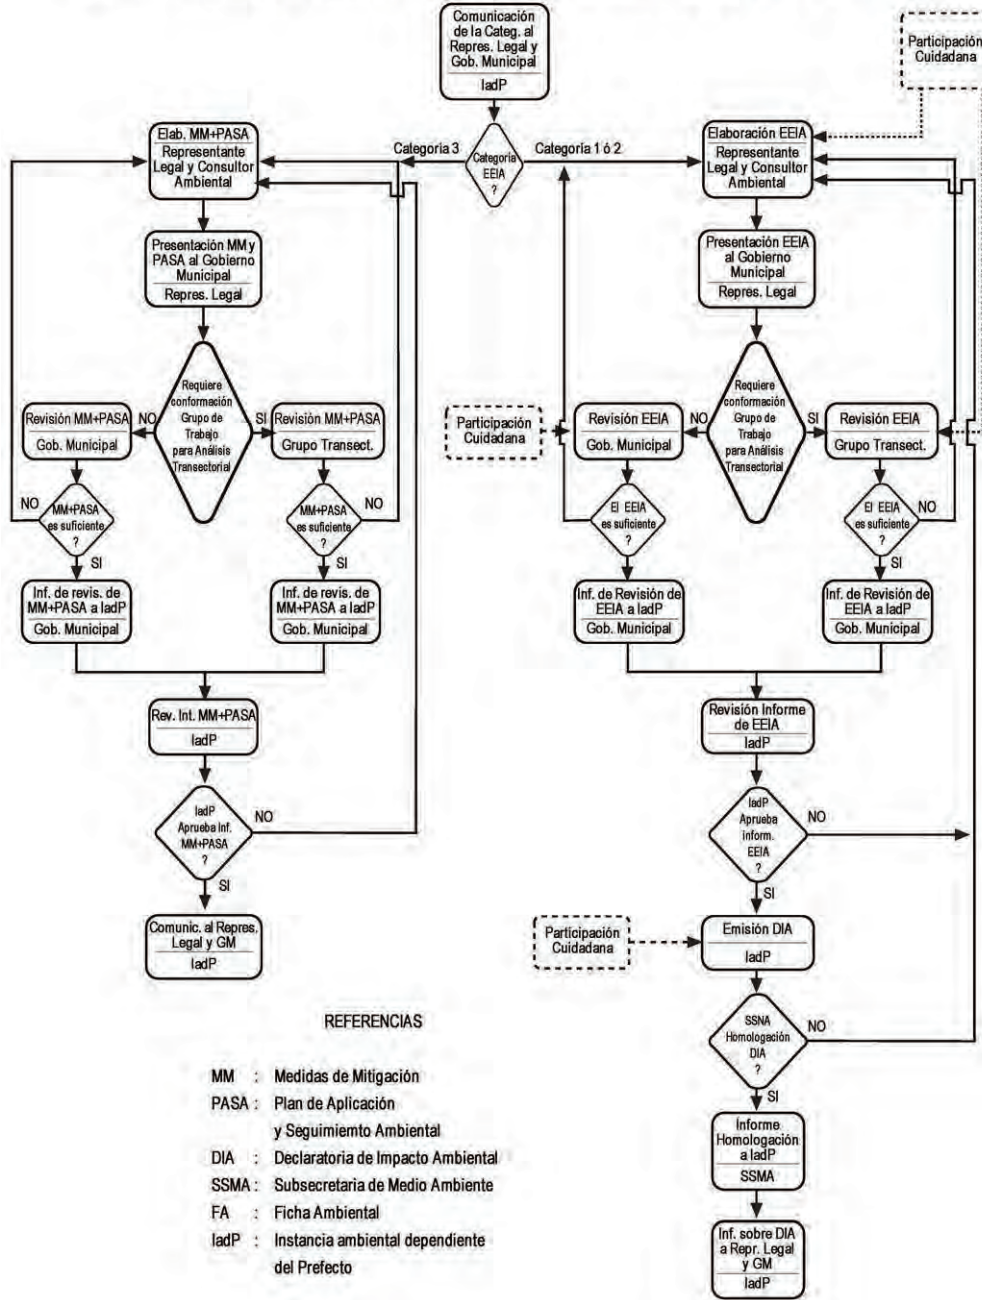 Comunicación
de la Categ. al
Repres. Legal y
Gob. Municipal
IadP
Participación
Cuidadana
Categoria
EEIA
?
Categoria 3
Categoría 1 ó 2
Elab. MM+PASA
Representante
Legal y Consultor
Ambiental
Presentación MM y
PASA al Gobierno
Municipal
Repres. Legal
Requiere
conformación
Grupo de
Trabajo
para Análisis
Transectorial
NO
SI
Revisión MM+PASA
Gob. Municipal
Revisión MM+PASA
Grupo Transect.
MM+PASA
es suficiente
?
NO
SI
MM+PASA
es suficiente
?
NO
SI
Inf. de revis. de
MM+PASA a IadP
Gob. Municipal
Inf. de revis. de
MM+PASA a IadP
Gob. Municipal
Rev. Int. MM+PASA
IadP
IadP
Aprueba Inf.
MM+PASA
?
NO
SI
Comunic. al Repres.
Legal y GM
IadP
Elaboración EEIA
Representante
Legal y Consultor
Ambiental
Presentación EEIA
al Gobierno
Municipal
Repres. Legal
Requiere
conformación
Grupo de
Trabajo
para Análisis
Transectorial
NO
SI
Participación
Cuidadana
Revisión EEIA
Gob. Municipal
Revisión EEIA
Grupo Transect.
El EEIA
es suficiente
?
SI
El EEIA
es suficiente
?
NO
SI
Inf. de Revisión de
EEIA a IadP
Gob. Municipal
Inf. de Revisión de
EEIA a IadP
Gob. Municipal
Revisión Informe
de EEIA
IadP
IadP
Aprueba
inform.
EEIA
?
NO
SI
Participación
Cuidadana
Emisión DIA
IadP
SSNA
Homologación
DIA
?
NO
SI
Informe
Homologación
a IadP
SSMA
Inf. sobre DIA
a Repr. Legal
y GM
IadP
REFERENCIAS
MM : Medidas de Mitigación
PASA : Plan de Aplicación
y Seguimiemto Ambiental
DIA : Declaratoria de Impacto Ambiental
SSMA : Subsecretaria de Medio Ambiente
FA : Ficha Ambiental
IadP : Instancia ambiental dependiente
del Prefecto